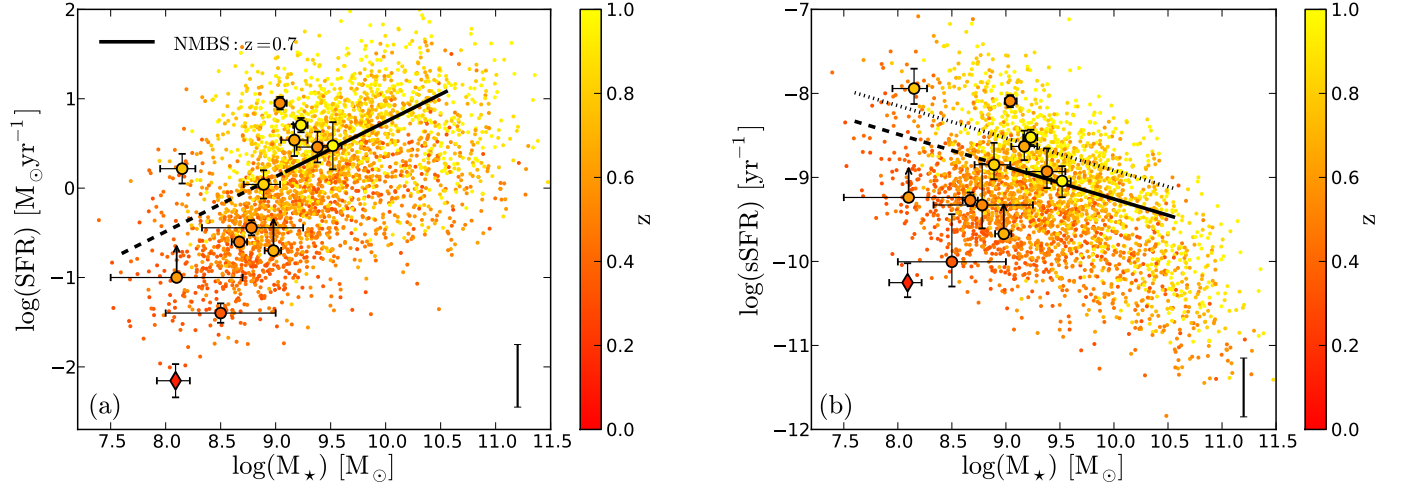 2
1
0
−1
−2
log(SFR) [M⊙yr−1]
NMBS : z=0.7
(a)
7.5 8.0 8.5 9.0 9.5 10.0 10.5 11.0 11.5
log(M⋆) [M⊙]
1.0
0.8
0.6
0.4
0.2
0.0
z
−7
−8
−9
−10
−11
−12
log(sSFR) [yr−1]
(b)
7.5 8.0 8.5 9.0 9.5 10.0 10.5 11.0 11.5
log(M⋆) [M⊙]
1.0
0.8
0.6
0.4
0.2
0.0
z